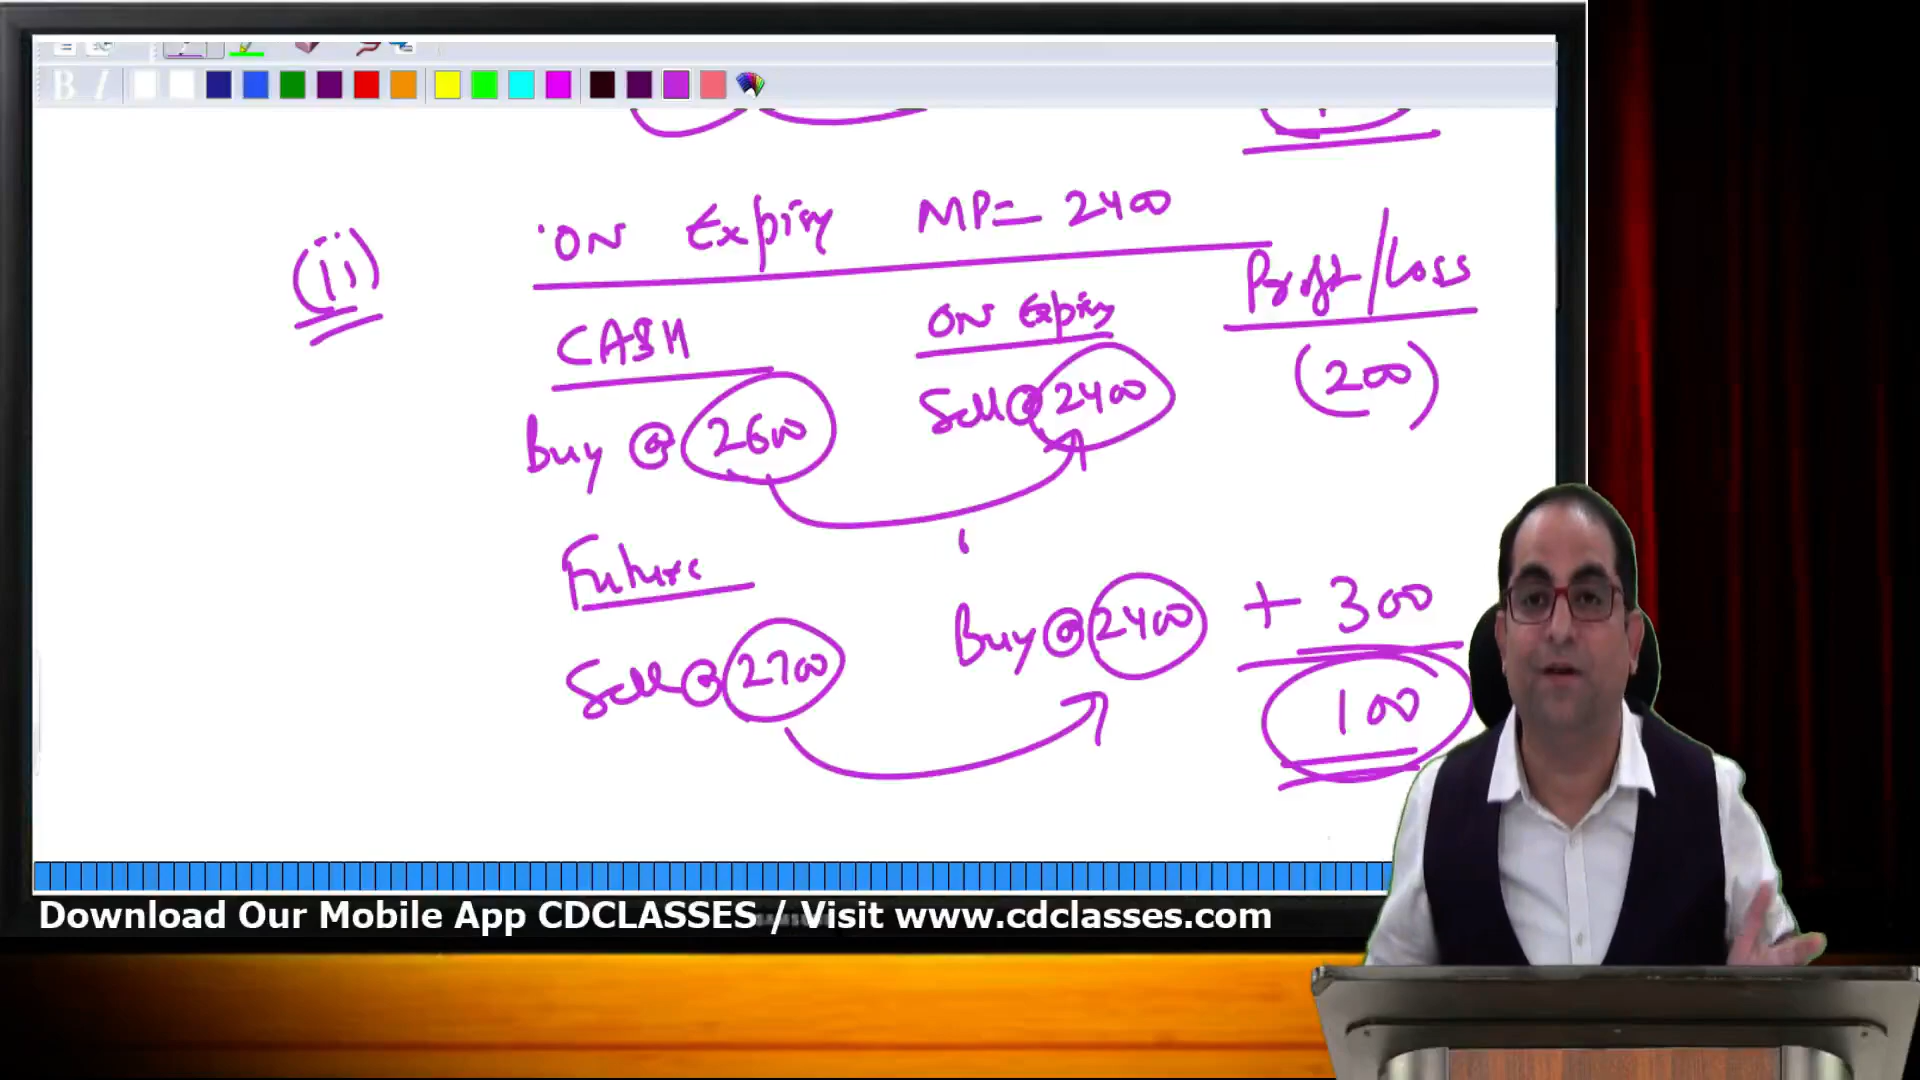 B I
(ii) ON Expiry MP= 2400
CASH ON Expiry Profit/Loss
Buy @ 2600 Sell @ 2400 (200)
Future
Sell @ 2700 Buy @ 2400 + 300
100
Download Our Mobile App CDCLASSES / Visit www.cdclasses.com